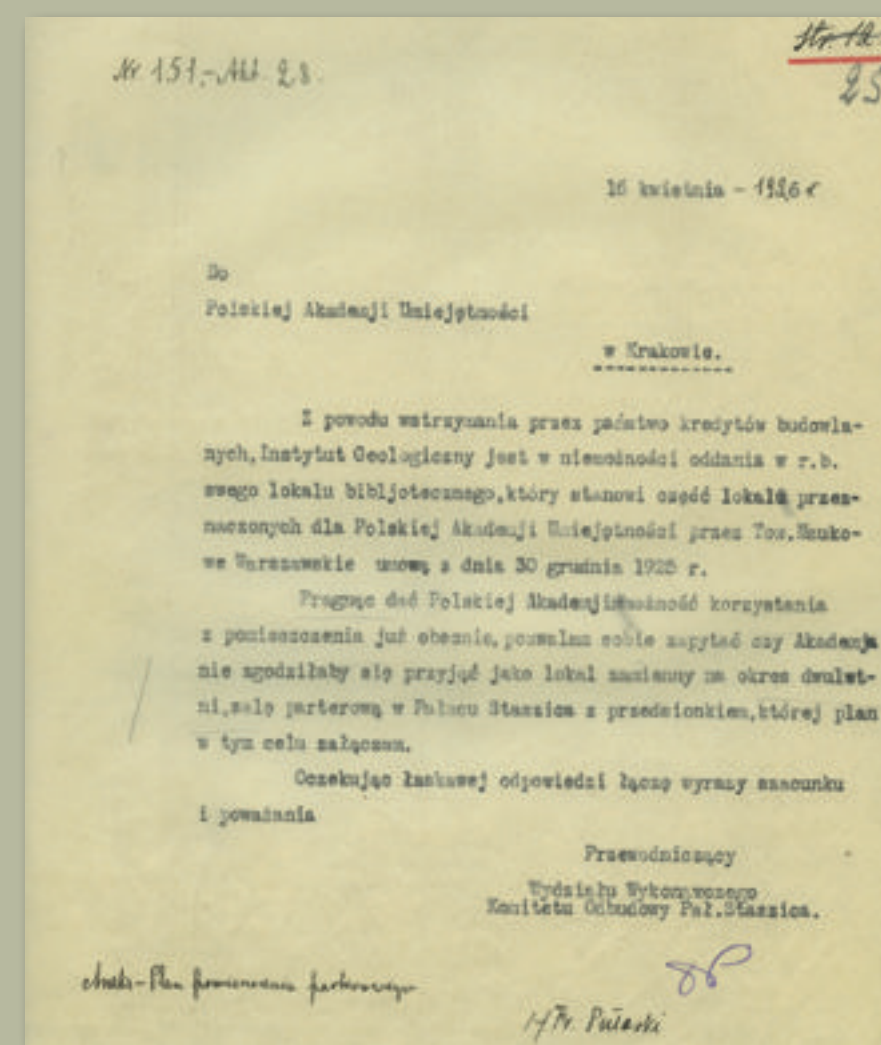 str. 12
Nr 151.-Akt. 28.
25
16 kwietnia - 1926 r
Do
Polskiej Akademji Umiejętności
w Krakowie.
Z powodu wstrzymania przez państwo kredytów budowla-
nych,Instytut Geologiczny jest w niemożności oddania w r.b.
swego lokalu bibljotecznego,który stanowi część lokalu przez-
naczonych dla Polskiej Akademji Umiejętności przez Tow.Nauko-
we Warszawskie umową z dnia 30 grudnia 1925 r.
Pragnąc dać Polskiej Akademji możność korzystania
z pomieszczenia już obecnie, pozwalam sobie zapytać czy Akademja
nie zgodziłaby się przyjąć jako lokal zamienny na okres dwulet-
ni,salę parterową w Pałacu Staszica z przedsionkiem,której plan
w tym celu załączam.
Oczekując łaskawej odpowiedzi łączę wyrazy szacunku
i poważania
Przewodniczący
Wydziału Wykonawczego
Komitetu Odbudowy Pał.Staszica.
Plan parterowego
Fr. Pułaski